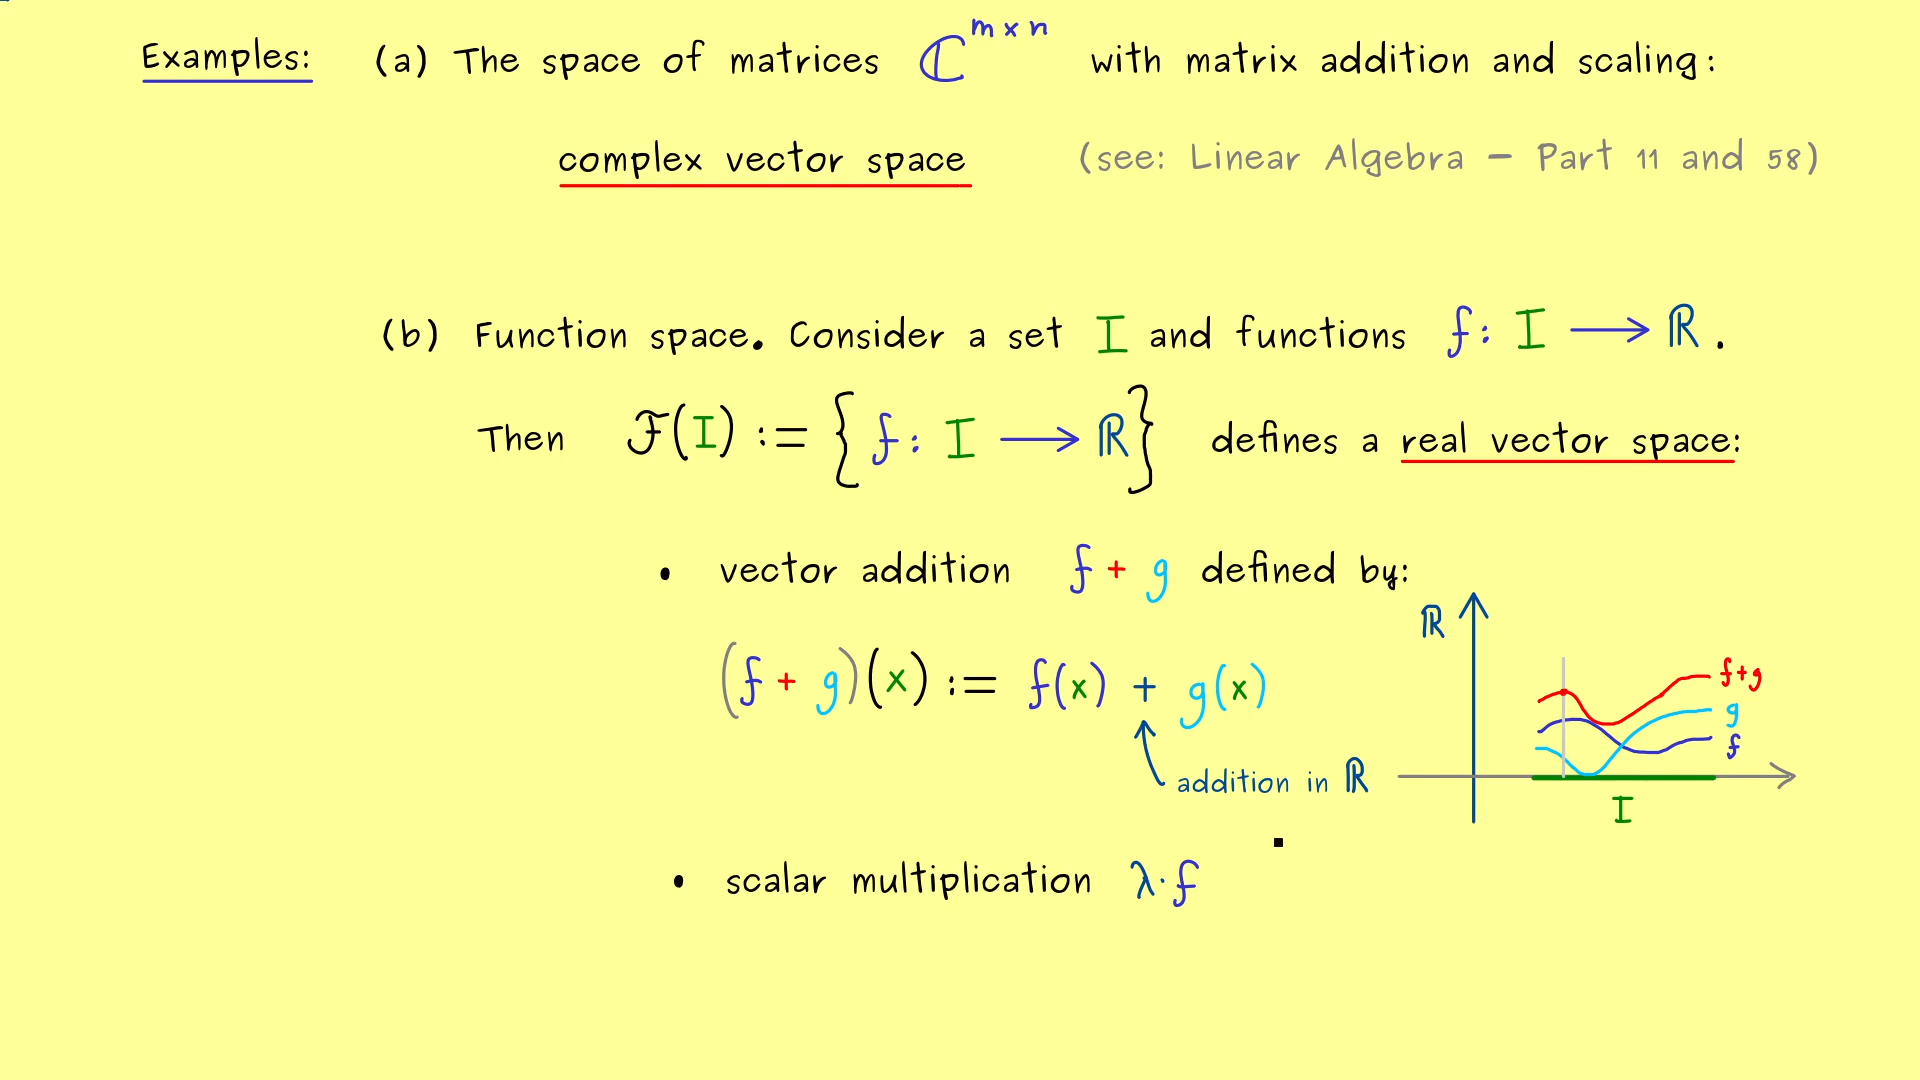 Examples: (a) The space of matrices ℂ^{m×n} with matrix addition and scaling:
complex vector space (see: Linear Algebra – Part 11 and 58)
(b) Function space. Consider a set I and functions f: I ⟶ ℝ.
Then ℱ(I) := { f: I ⟶ ℝ } defines a real vector space:
• vector addition f + g defined by:
(f + g)(x) := f(x) + g(x)
addition in ℝ
ℝ
f+g
g
f
I
• scalar multiplication λ·f